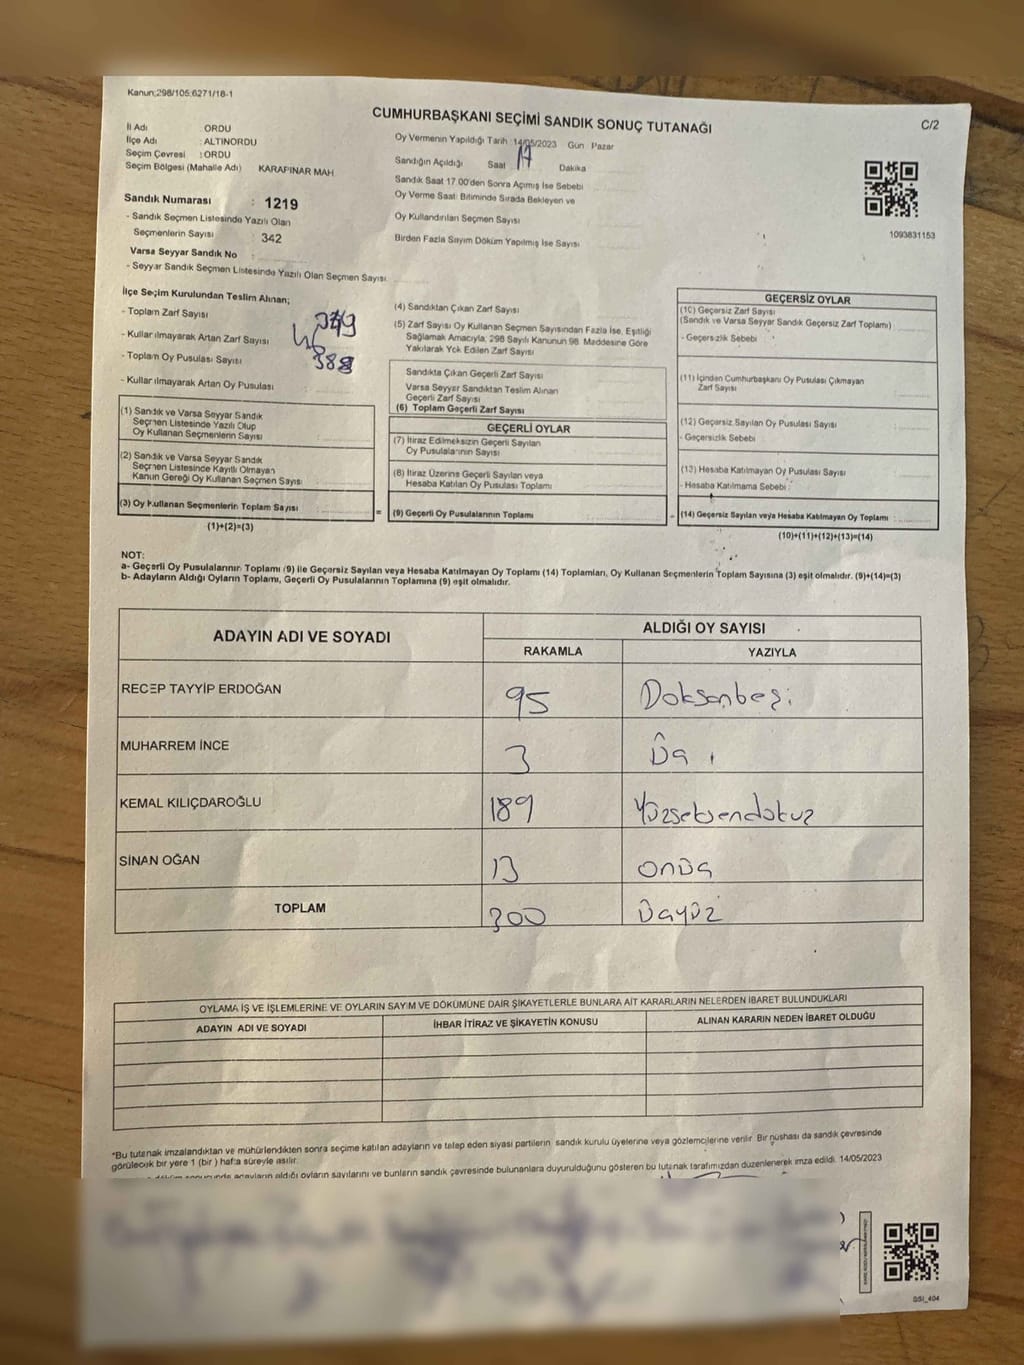 Kanun:298/105.6271/18-1
CUMHURBAŞKANI SEÇİMİ SANDIK SONUÇ TUTANAĞI
C/2
İl Adı : ORDU
İlçe Adı : ALTINORDU
Seçim Çevresi : ORDU
Seçim Bölgesi (Mahalle Adı) KARAPINAR MAH
Sandık Numarası : 1219
- Sandık Seçmen Listesinde Yazılı Olan
Seçmenlerin Sayısı : 342
Varsa Seyyar Sandık No :
- Seyyar Sandık Seçmen Listesinde Yazılı Olan Seçmen Sayısı
Oy Vermenin Yapıldığı Tarih : 14/05/2023 Gün : Pazar
Sandığın Açıldığı Saat 17 Dakika
Sandık Saat 17.00'den Sonra Açımış İse Sebebi
Oy Verme Saati Bitiminde Sırada Bekleyen ve
Oy Kullandırılan Seçmen Sayısı
Birden Fazla Sayım Döküm Yapılmış İse Sayısı
1093831153
İlçe Seçim Kurulundan Teslim Alınan;
- Toplam Zarf Sayısı
- Kullanılmayarak Artan Zarf Sayısı
- Toplam Oy Pusulası Sayısı
- Kullanılmayarak Artan Oy Pusulası
(1) Sandık ve Varsa Seyyar Sandık
Seçmen Listesinde Yazılı Olup
Oy Kullanan Seçmenlerin Sayısı
(2) Sandık ve Varsa Seyyar Sandık
Seçmen Listesinde Kayıtlı Olmayan
Kanun Gereği Oy Kullanan Seçmen Sayısı
(3) Oy Kullanan Seçmenlerin Toplam Sayısı
=
(1)+(2)=(3)
(4) Sandıktan Çıkan Zarf Sayısı
(5) Zarf Sayısı Oy Kullanan Seçmen Sayısından Fazla İse, Eşitliği
Sağlamak Amacıyla, 298 Sayılı Kanunun 98. Maddesine Göre
Yakılarak Yok Edilen Zarf Sayısı
Sandıkta Çıkan Geçerli Zarf Sayısı
Varsa Seyyar Sandıktan Teslim Alınan
Geçerli Zarf Sayısı
(6) Toplam Geçerli Zarf Sayısı
GEÇERLİ OYLAR
(7) İtiraz Edilmeksizin Geçerli Sayılan
Oy Pusulalarının Sayısı
(8) İtiraz Üzerine Geçerli Sayılan veya
Hesaba Katılan Oy Pusulası Toplamı
(9) Geçerli Oy Pusulalarının Toplamı
GEÇERSİZ OYLAR
(10) Geçersiz Zarf Sayısı
(Sandık ve Varsa Seyyar Sandık Geçersiz Zarf Toplamı)
- Geçersizlik Sebebi
(11) İçinden Cumhurbaşkanı Oy Pusulası Çıkmayan
Zarf Sayısı
(12) Geçersiz Sayılan Oy Pusulası Sayısı
- Geçersizlik Sebebi
(13) Hesaba Katılmayan Oy Pusulası Sayısı
- Hesaba Katılmama Sebebi :
(14) Geçersiz Sayılan veya Hesaba Katılmayan Oy Toplamı
(10)+(11)+(12)+(13)=(14)
NOT:
a- Geçerli Oy Pusulalarının Toplamı (9) ile Geçersiz Sayılan veya Hesaba Katılmayan Oy Toplamı (14) Toplamları, Oy Kullanan Seçmenlerin Toplam Sayısına (3) eşit olmalıdır. (9)+(14)=(3)
b- Adayların Aldığı Oyların Toplamı, Geçerli Oy Pusulalarının Toplamına (9) eşit olmalıdır.
ADAYIN ADI VE SOYADI
ALDIĞI OY SAYISI
RAKAMLA YAZIYLA
RECEP TAYYİP ERDOĞAN 95 Doksanbeş
MUHARREM İNCE 3 Üç
KEMAL KILIÇDAROĞLU 189 Yüzseksendokuz
SİNAN OĞAN 13 onüç
TOPLAM 300 Üçyüz
OYLAMA İŞ VE İŞLEMLERİNE VE OYLARIN SAYIM VE DÖKÜMÜNE DAİR ŞİKAYETLERLE BUNLARA AİT KARARLARIN NELERDEN İBARET BULUNDUKLARI
ADAYIN ADI VE SOYADI İHBAR İTİRAZ VE ŞİKAYETİN KONUSU ALINAN KARARIN NEDEN İBARET OLDUĞU
*Bu tutanak imzalandıktan ve mühürlendikten sonra seçime katılan adayların ve talep eden siyasi partilerin, sandık kurulu üyelerine veya gözlemcilerine verilir. Bir nüshası da sandık çevresinde
görülecek bir yere 1 (bir) hafta süreyle asılır.
adayların aldığı oyların sayılarını ve bunların sandık çevresinde bulunanlara duyurulduğunu gösteren bu tutanak tarafımızdan düzenlenerek imza edildi. 14/05/2023